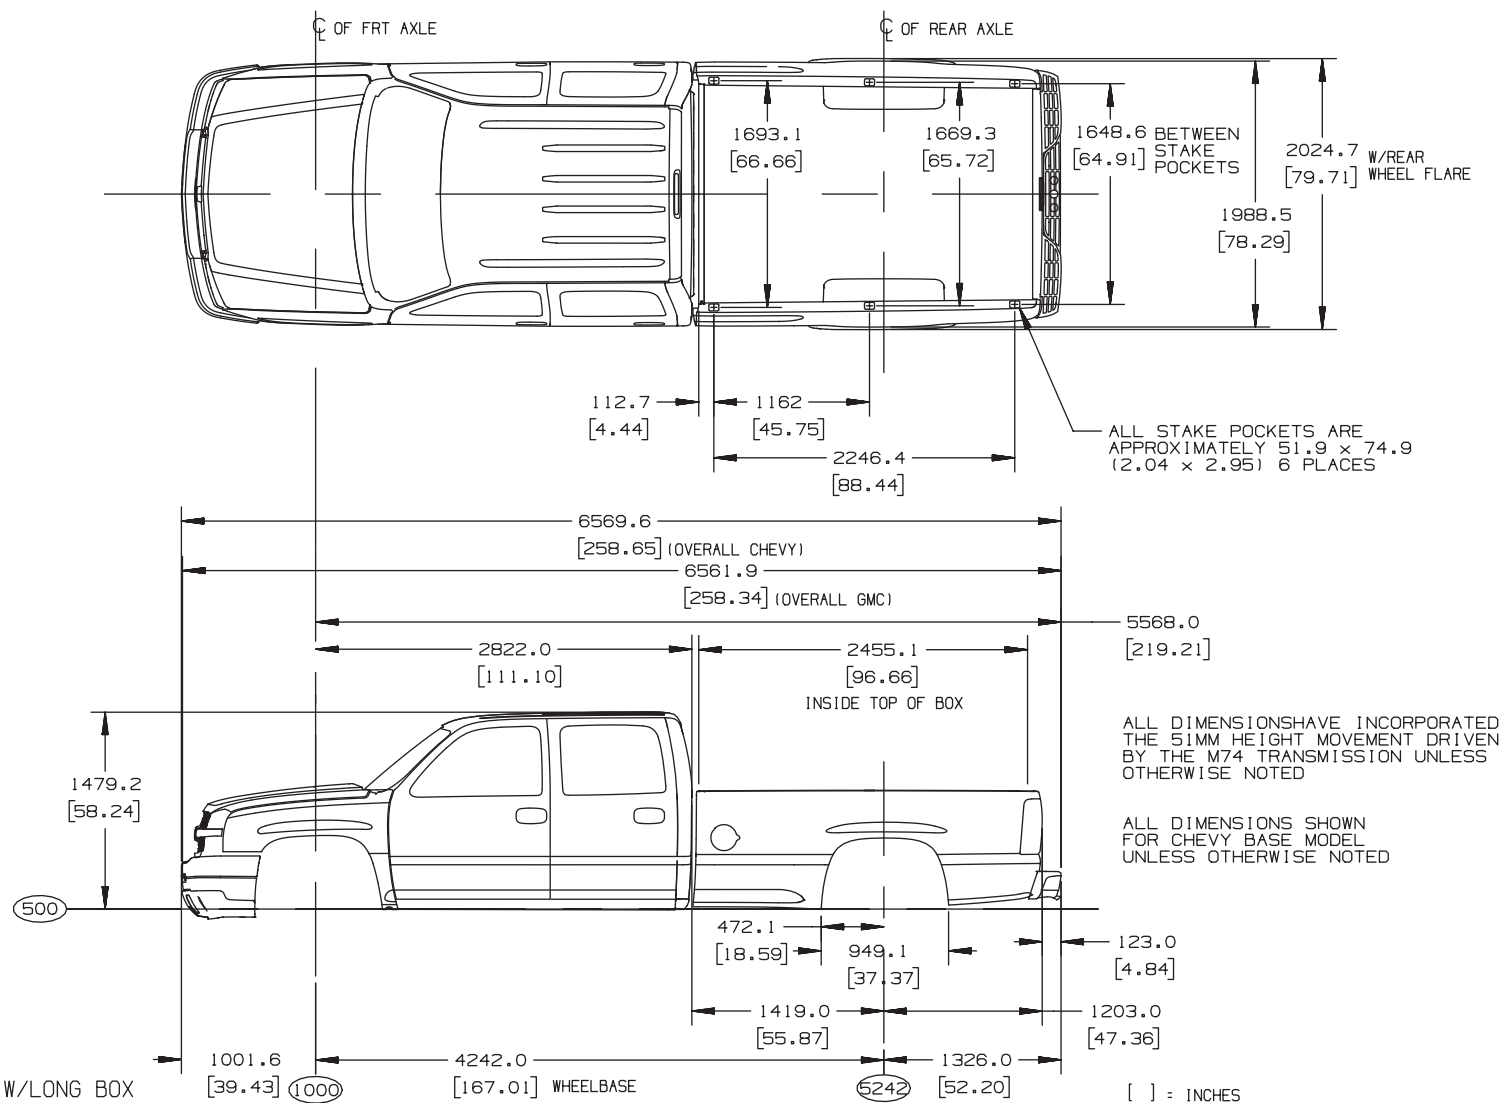 ℄ OF FRT AXLE
℄ OF REAR AXLE
1693.1
[66.66]
1669.3
[65.72]
1648.6 BETWEEN
[64.91] STAKE
POCKETS
2024.7 W/REAR
[79.71] WHEEL FLARE
1988.5
[78.29]
112.7
[4.44]
1162
[45.75]
ALL STAKE POCKETS ARE
APPROXIMATELY 51.9 x 74.9
(2.04 x 2.95) 6 PLACES
2246.4
[88.44]
6569.6
[258.65] (OVERALL CHEVY)
6561.9
[258.34] (OVERALL GMC)
5568.0
[219.21]
2822.0
[111.10]
2455.1
[96.66]
INSIDE TOP OF BOX
ALL DIMENSIONSHAVE INCORPORATED
THE 51MM HEIGHT MOVEMENT DRIVEN
BY THE M74 TRANSMISSION UNLESS
OTHERWISE NOTED
1479.2
[58.24]
ALL DIMENSIONS SHOWN
FOR CHEVY BASE MODEL
UNLESS OTHERWISE NOTED
500
472.1
[18.59]
949.1
[37.37]
123.0
[4.84]
1419.0
[55.87]
1203.0
[47.36]
1001.6
[39.43]
1000
4242.0
[167.01] WHEELBASE
5242
1326.0
[52.20]
W/LONG BOX
[ ] = INCHES